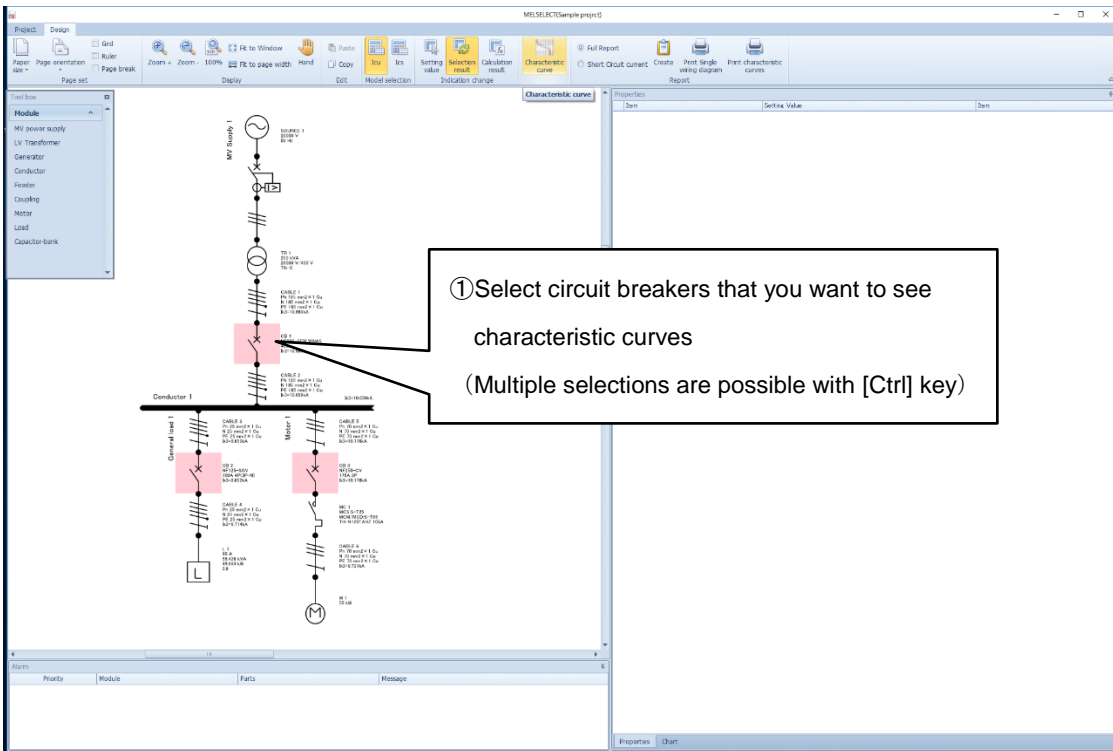 MELSELECT(Sample project)
Project Design
Paper size
Page orientation
Grid
Ruler
Page break
Page set
Zoom +
Zoom -
100%
Fit to Window
Fit to page width
Hand
Display
Paste
Copy
Edit
Icu
Ics
Model selection
Setting value
Selection result
Calculation result
Indication change
Characteristic curve
Full Report
Short Circuit current
Create
Print Single wiring diagram
Print characteristic curves
Report
Tool box
Module
MV power supply
LV Transformer
Generator
Conductor
Feeder
Coupling
Motor
Load
Capacitor-bank
Characteristic curve
Properties
Item Setting Value Item
MV Supply 1
SOURCE 1
20000 V
I>
TR 1
20000 V/400 V
CABLE 1
①Select circuit breakers that you want to see
characteristic curves
（Multiple selections are possible with [Ctrl] key）
CB 1
CABLE 2
Conductor 1
General load 1
CABLE 3
Motor 1
CABLE 5
CB 2
CB 3
CABLE 4
MC 1
CABLE 6
L 1
L
M 1
M
Alarm
Priority Module Parts Message
Properties Chart